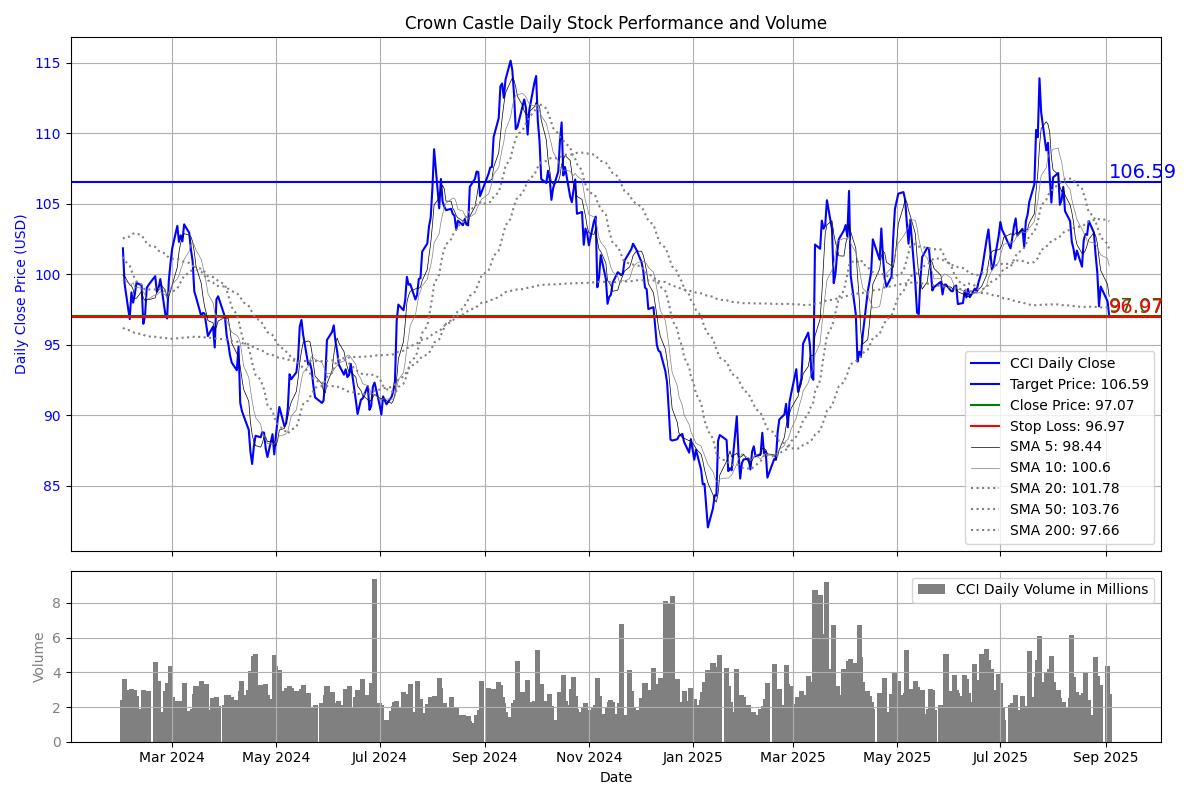 Crown Castle Daily Stock Performance and Volume
Daily Close Price (USD)
115
110
105
100
95
90
85
106.59
97.07
96.97
CCI Daily Close
Target Price: 106.59
Close Price: 97.07
Stop Loss: 96.97
SMA 5: 98.44
SMA 10: 100.6
SMA 20: 101.78
SMA 50: 103.76
SMA 200: 97.66
Volume
8
6
4
2
0
CCI Daily Volume in Millions
Mar 2024 May 2024 Jul 2024 Sep 2024 Nov 2024 Jan 2025 Mar 2025 May 2025 Jul 2025 Sep 2025
Date